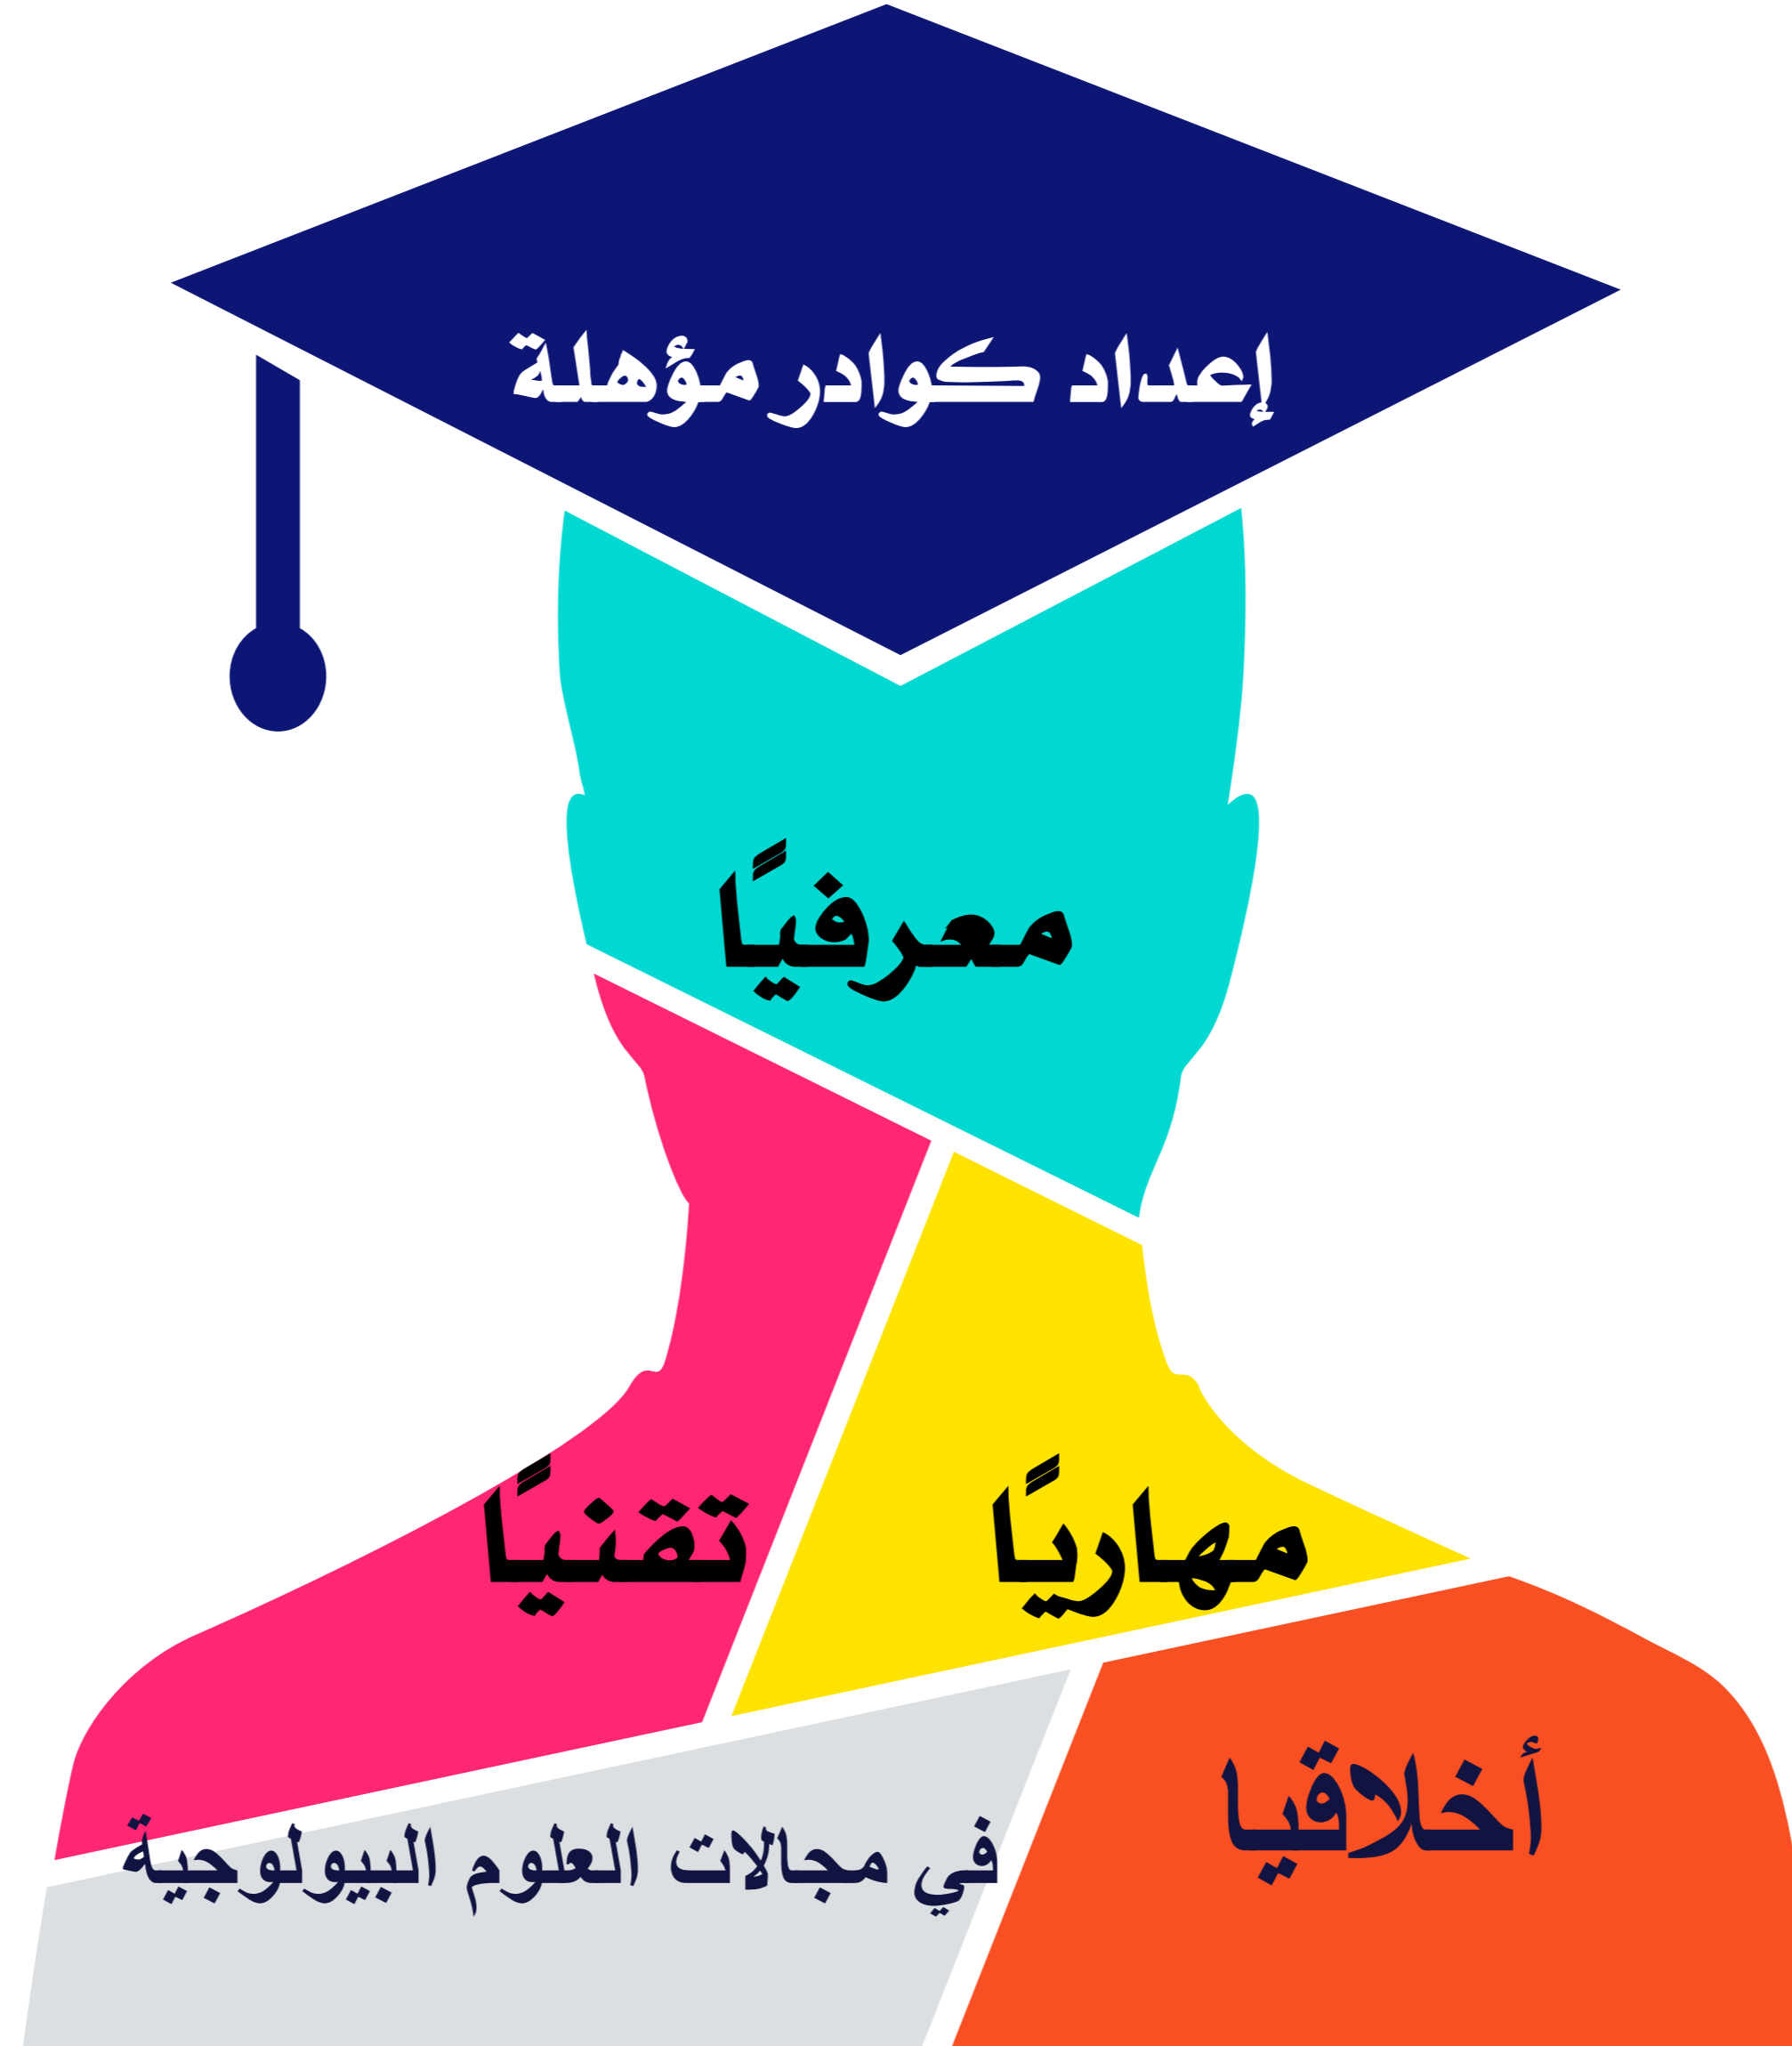 إعداد كوادر مؤهلة
معرفيًا
مهاريًا
تقنيًا
أخلاقيا
في مجالات العلوم البيولوجية